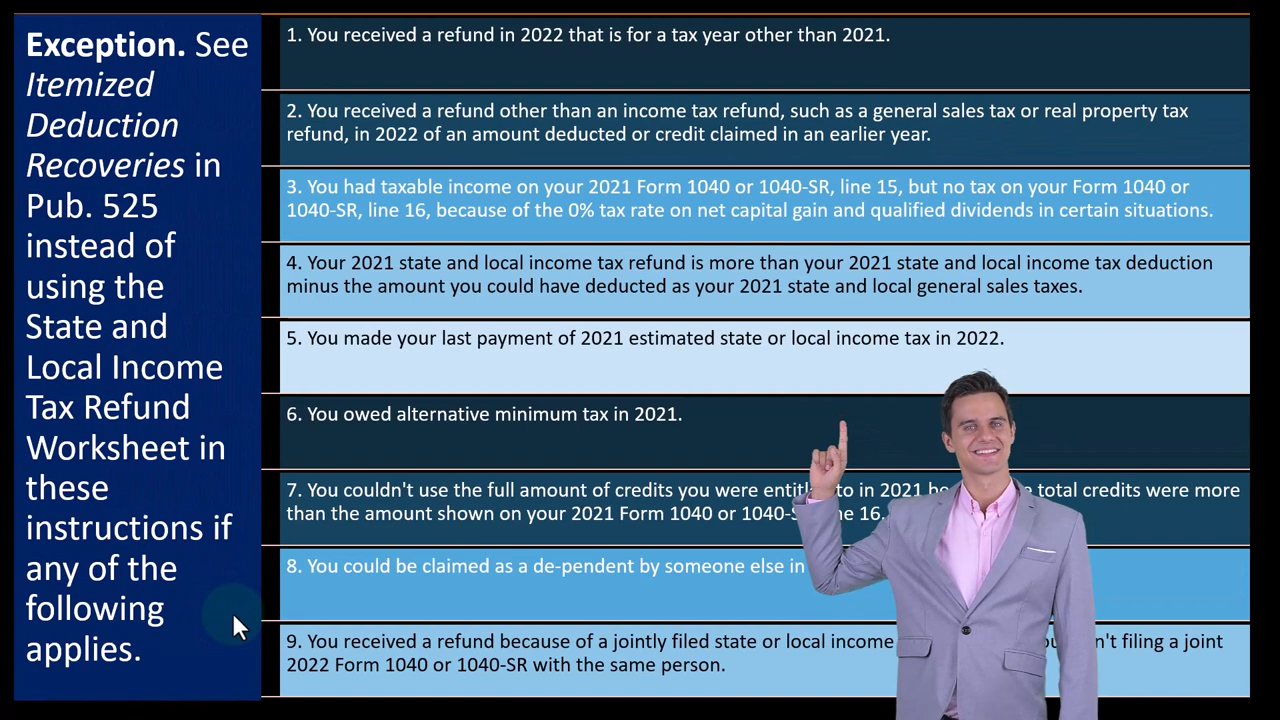 Exception. See
Itemized
Deduction
Recoveries in
Pub. 525
instead of
using the
State and
Local Income
Tax Refund
Worksheet in
these
instructions if
any of the
following
applies.
1. You received a refund in 2022 that is for a tax year other than 2021.
2. You received a refund other than an income tax refund, such as a general sales tax or real property tax
refund, in 2022 of an amount deducted or credit claimed in an earlier year.
3. You had taxable income on your 2021 Form 1040 or 1040-SR, line 15, but no tax on your Form 1040 or
1040-SR, line 16, because of the 0% tax rate on net capital gain and qualified dividends in certain situations.
4. Your 2021 state and local income tax refund is more than your 2021 state and local income tax deduction
minus the amount you could have deducted as your 2021 state and local general sales taxes.
5. You made your last payment of 2021 estimated state or local income tax in 2022.
6. You owed alternative minimum tax in 2021.
7. You couldn't use the full amount of credits you were to in 2021 total credits were more
than the amount shown on your 2021 Form 1040 or 16.
8. You could be claimed as a de-pendent by someone else in
9. You received a refund because of a jointly filed state or local income filing a joint
2022 Form 1040 or 1040-SR with the same person.